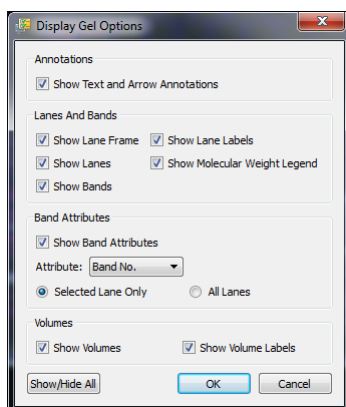 Display Gel Options
Annotations
Show Text and Arrow Annotations
Lanes And Bands
Show Lane Frame Show Lane Labels
Show Lanes Show Molecular Weight Legend
Show Bands
Band Attributes
Show Band Attributes
Attribute: Band No.
Selected Lane Only All Lanes
Volumes
Show Volumes Show Volume Labels
Show/Hide All OK Cancel